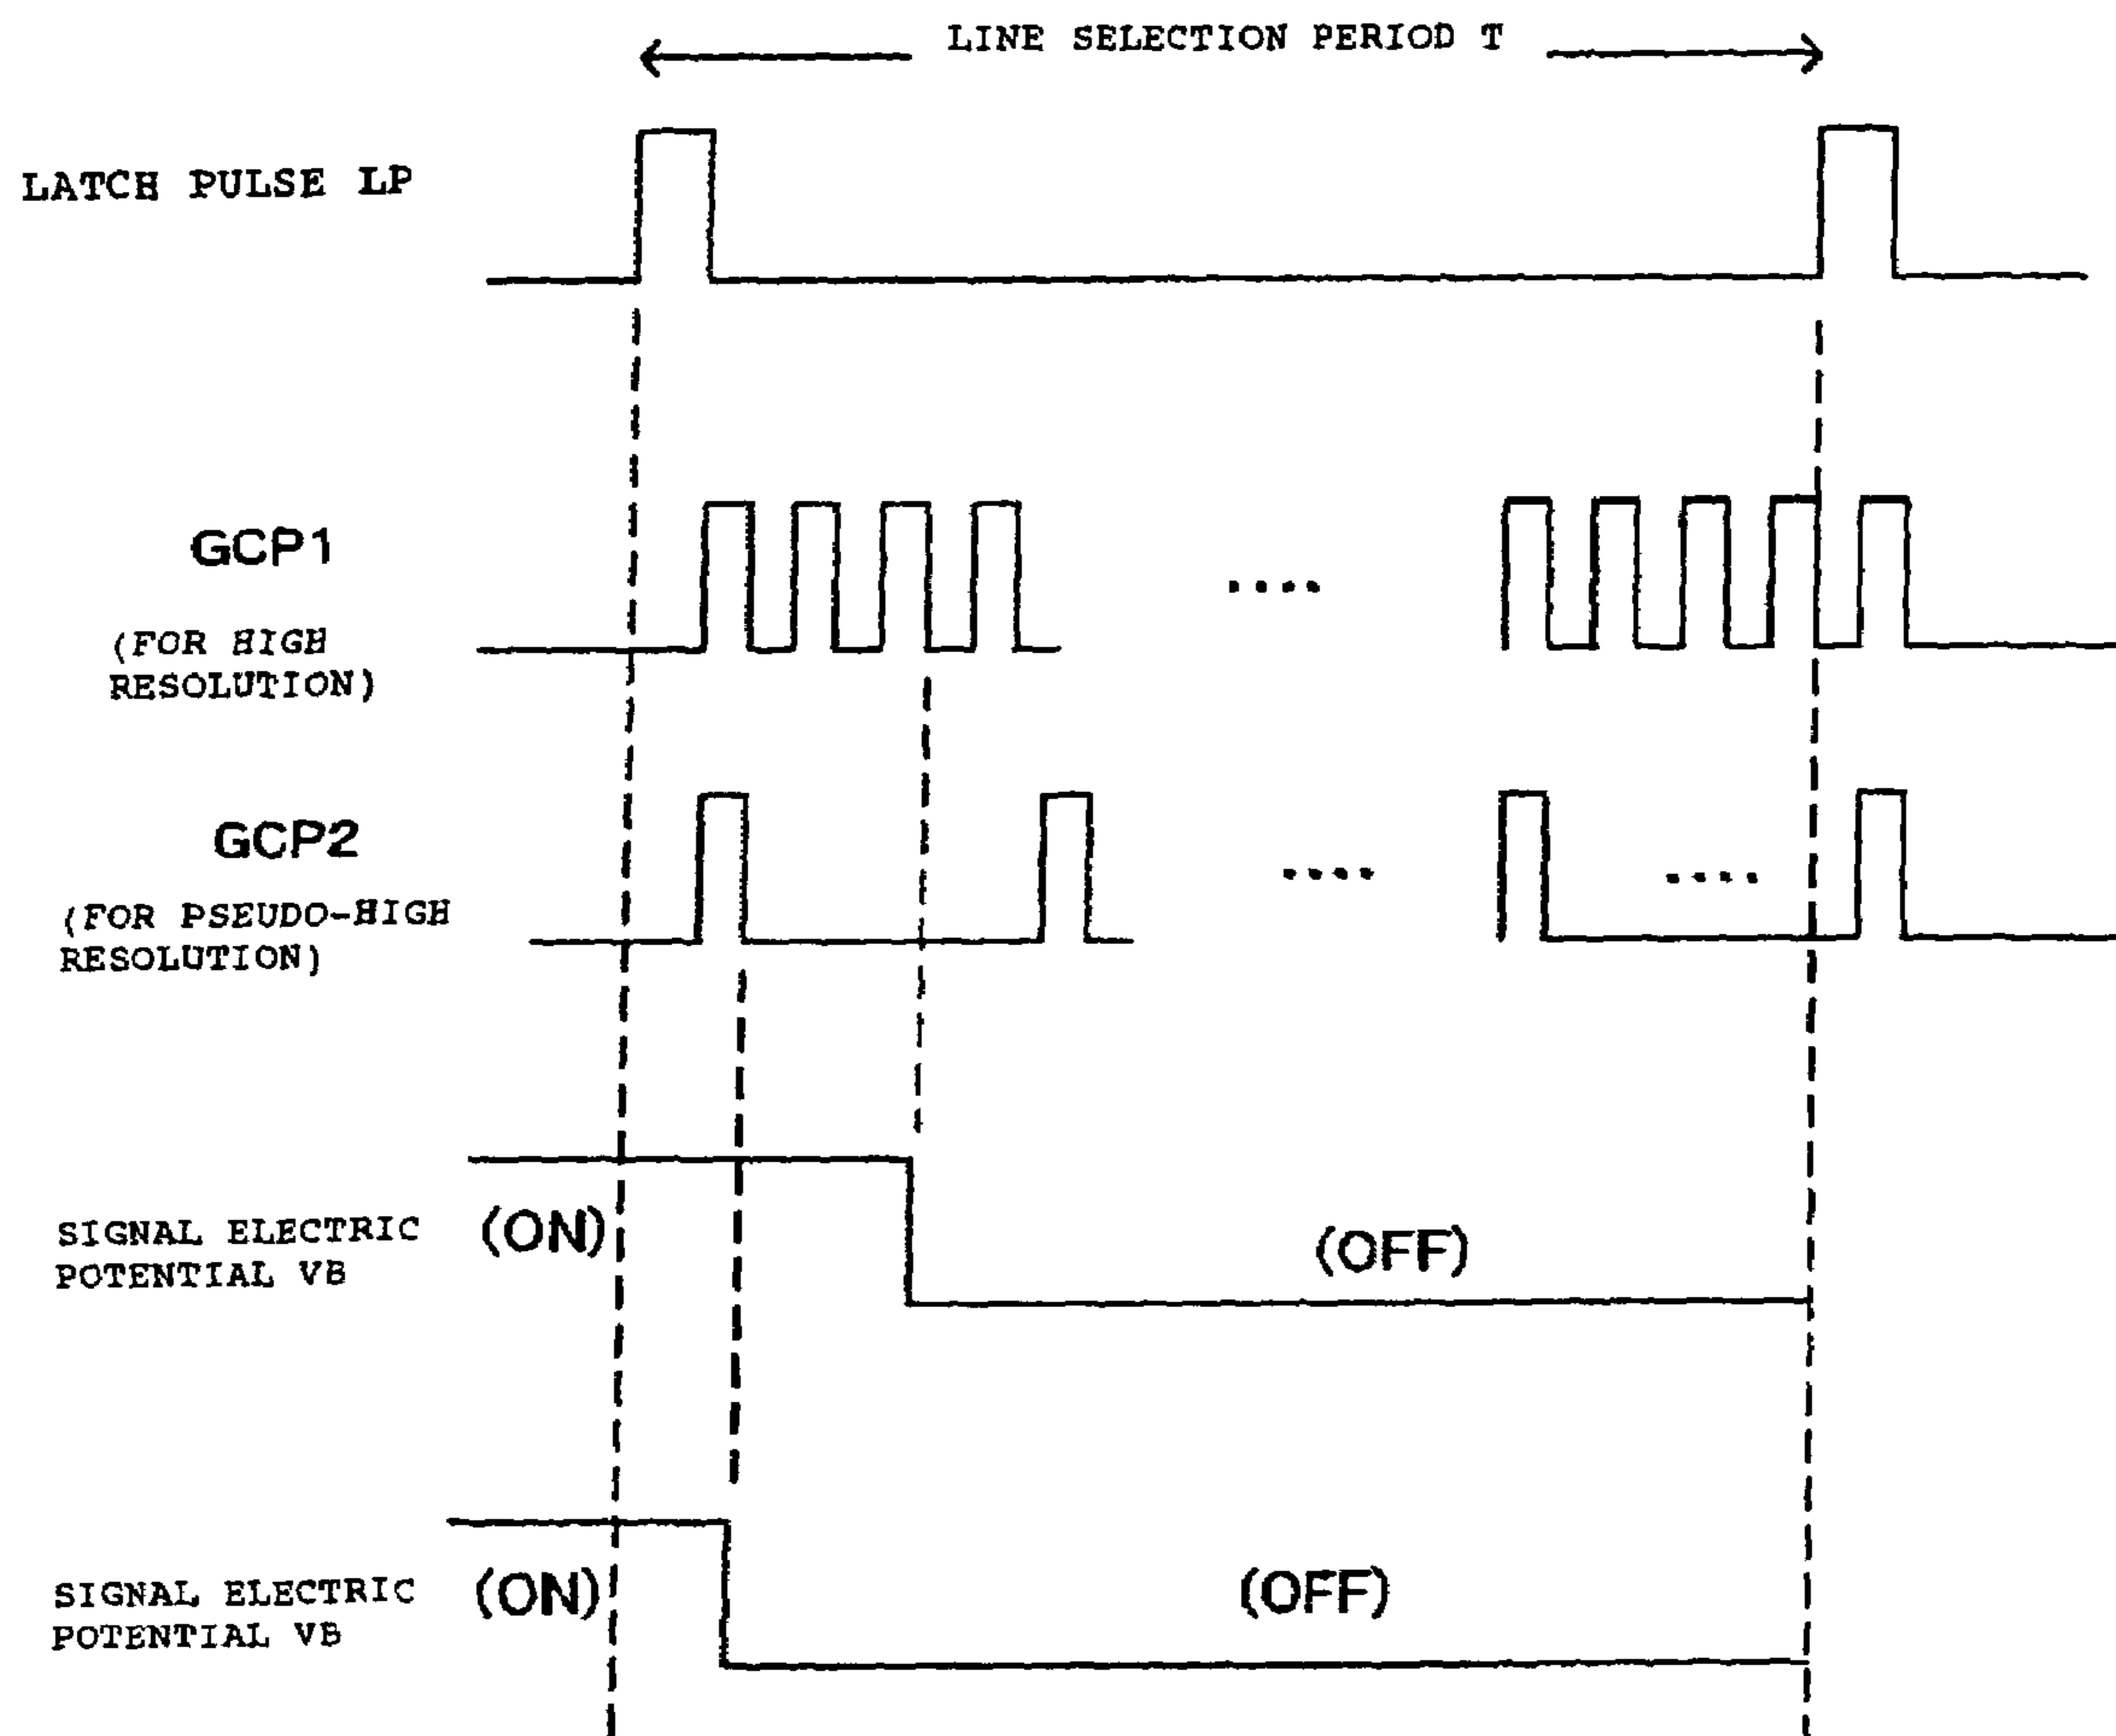 LINE SELECTION PERIOD T
LATCH PULSE LP
GCP1
(FOR HIGH
RESOLUTION)
GCP2
(FOR PSEUDO-HIGH
RESOLUTION)
SIGNAL ELECTRIC
POTENTIAL VB
(ON)
(OFF)
SIGNAL ELECTRIC
POTENTIAL VB
(ON)
(OFF)